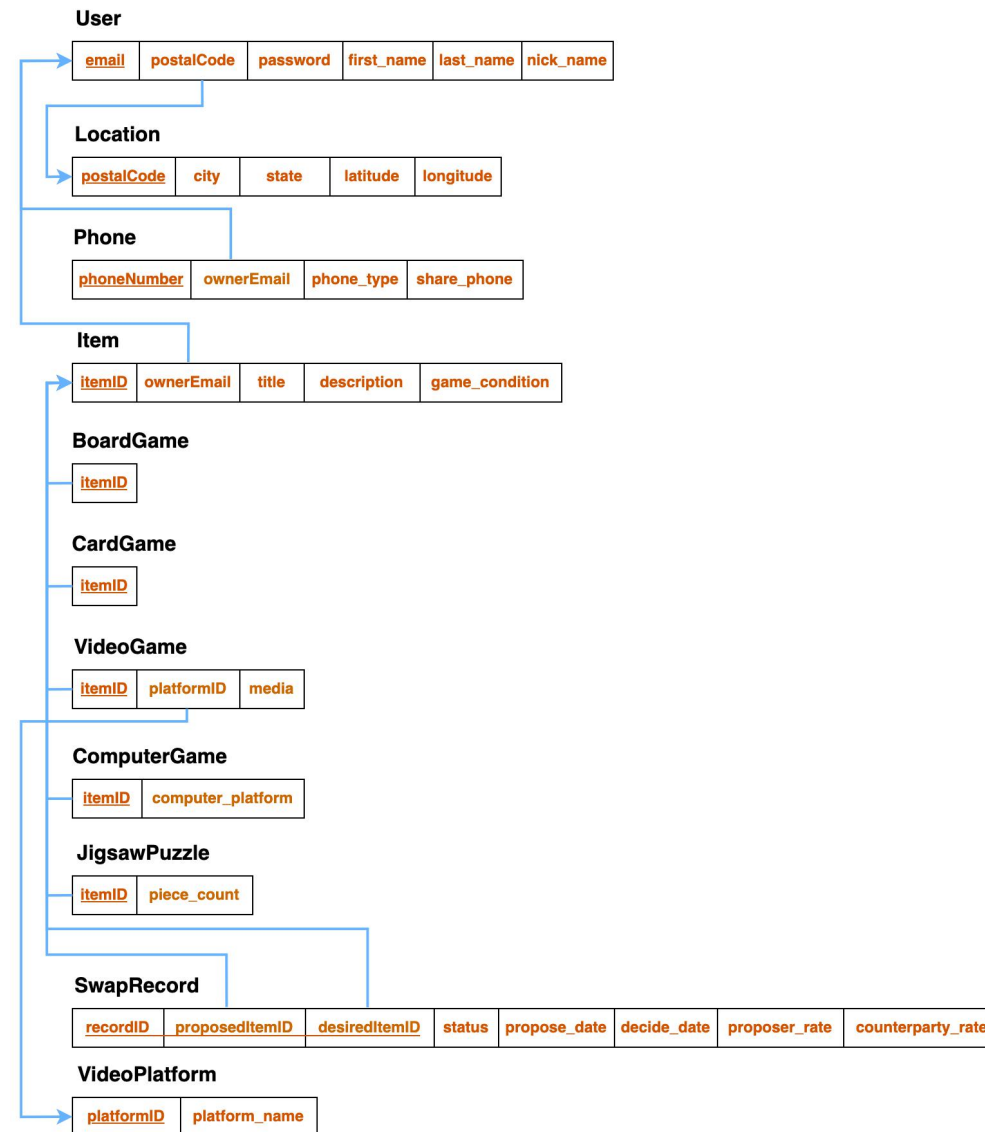 User
email postalCode password first_name last_name nick_name
Location
postalCode city state latitude longitude
Phone
phoneNumber ownerEmail phone_type share_phone
Item
itemID ownerEmail title description game_condition
BoardGame
itemID
CardGame
itemID
VideoGame
itemID platformID media
ComputerGame
itemID computer_platform
JigsawPuzzle
itemID piece_count
SwapRecord
recordID proposedItemID desiredItemID status propose_date decide_date proposer_rate counterparty_rate
VideoPlatform
platformID platform_name